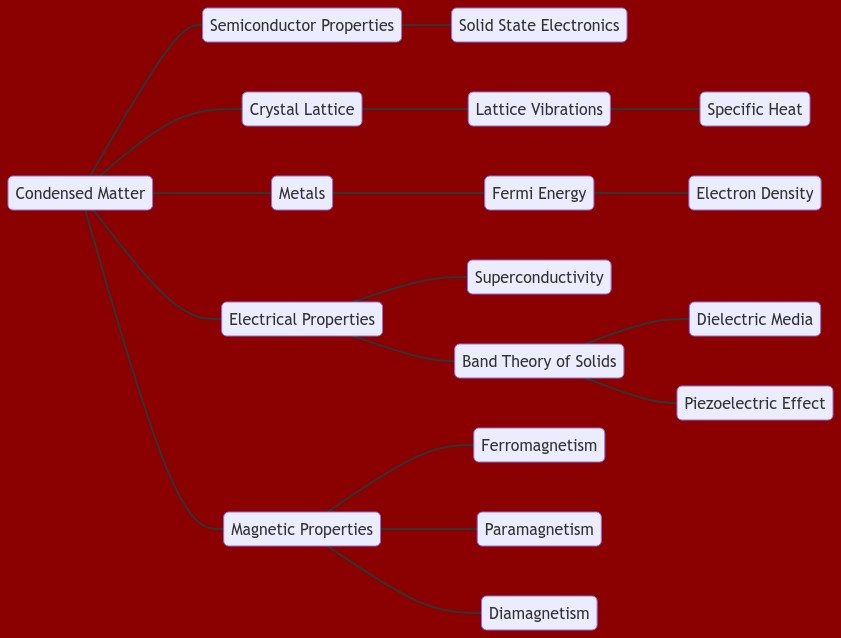 Semiconductor Properties
Solid State Electronics
Crystal Lattice
Lattice Vibrations
Specific Heat
Condensed Matter
Metals
Fermi Energy
Electron Density
Superconductivity
Electrical Properties
Dielectric Media
Band Theory of Solids
Piezoelectric Effect
Ferromagnetism
Magnetic Properties
Paramagnetism
Diamagnetism